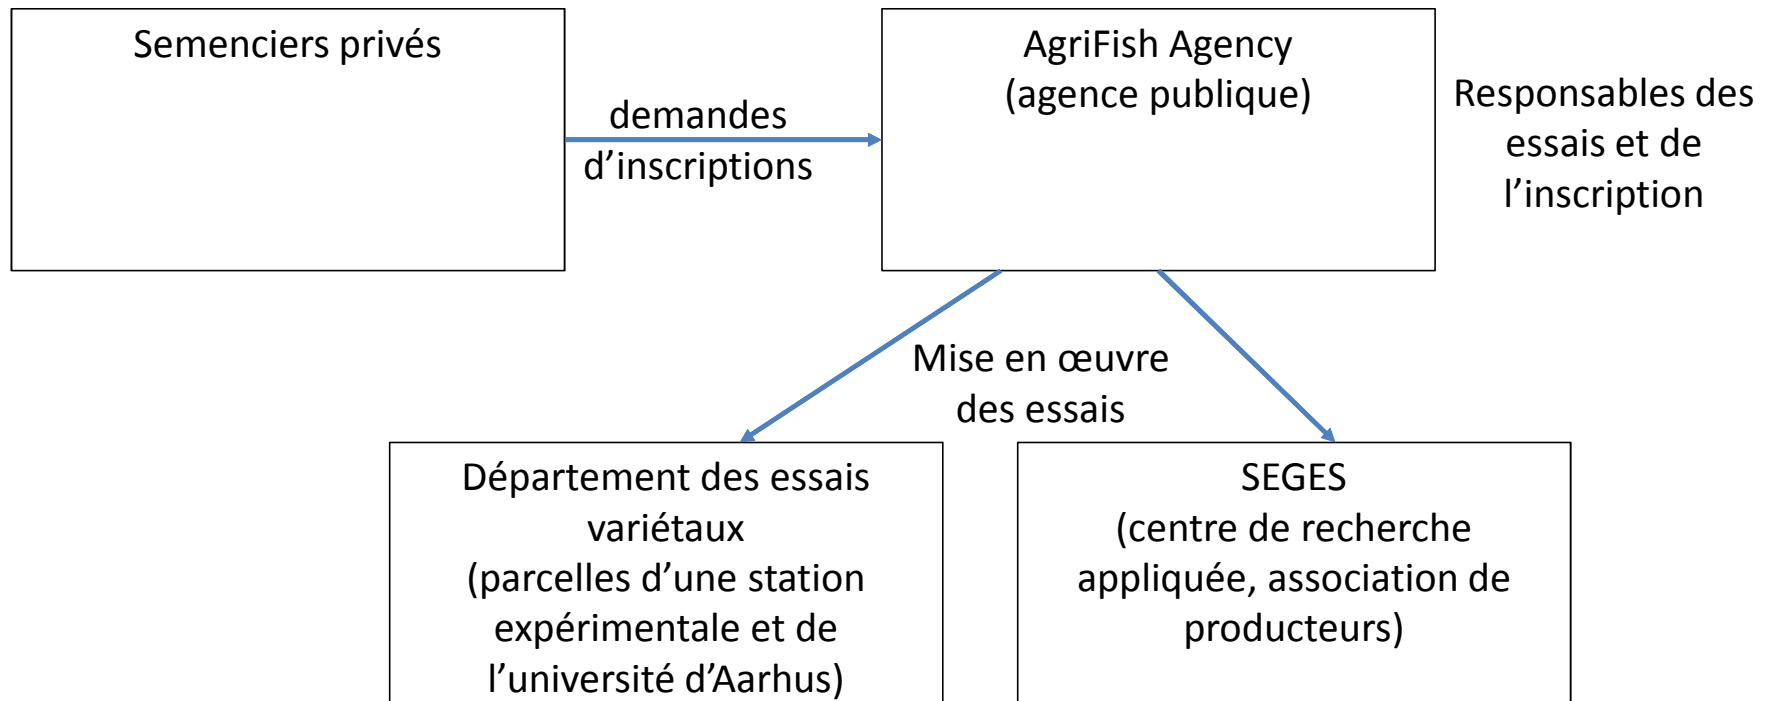 Semenciers privés
demandes
d’inscriptions
AgriFish Agency
(agence publique)
Responsables des
essais et de
l’inscription
Mise en œuvre
des essais
Département des essais
variétaux
(parcelles d’une station
expérimentale et de
l’université d’Aarhus)
SEGES
(centre de recherche
appliquée, association de
producteurs)